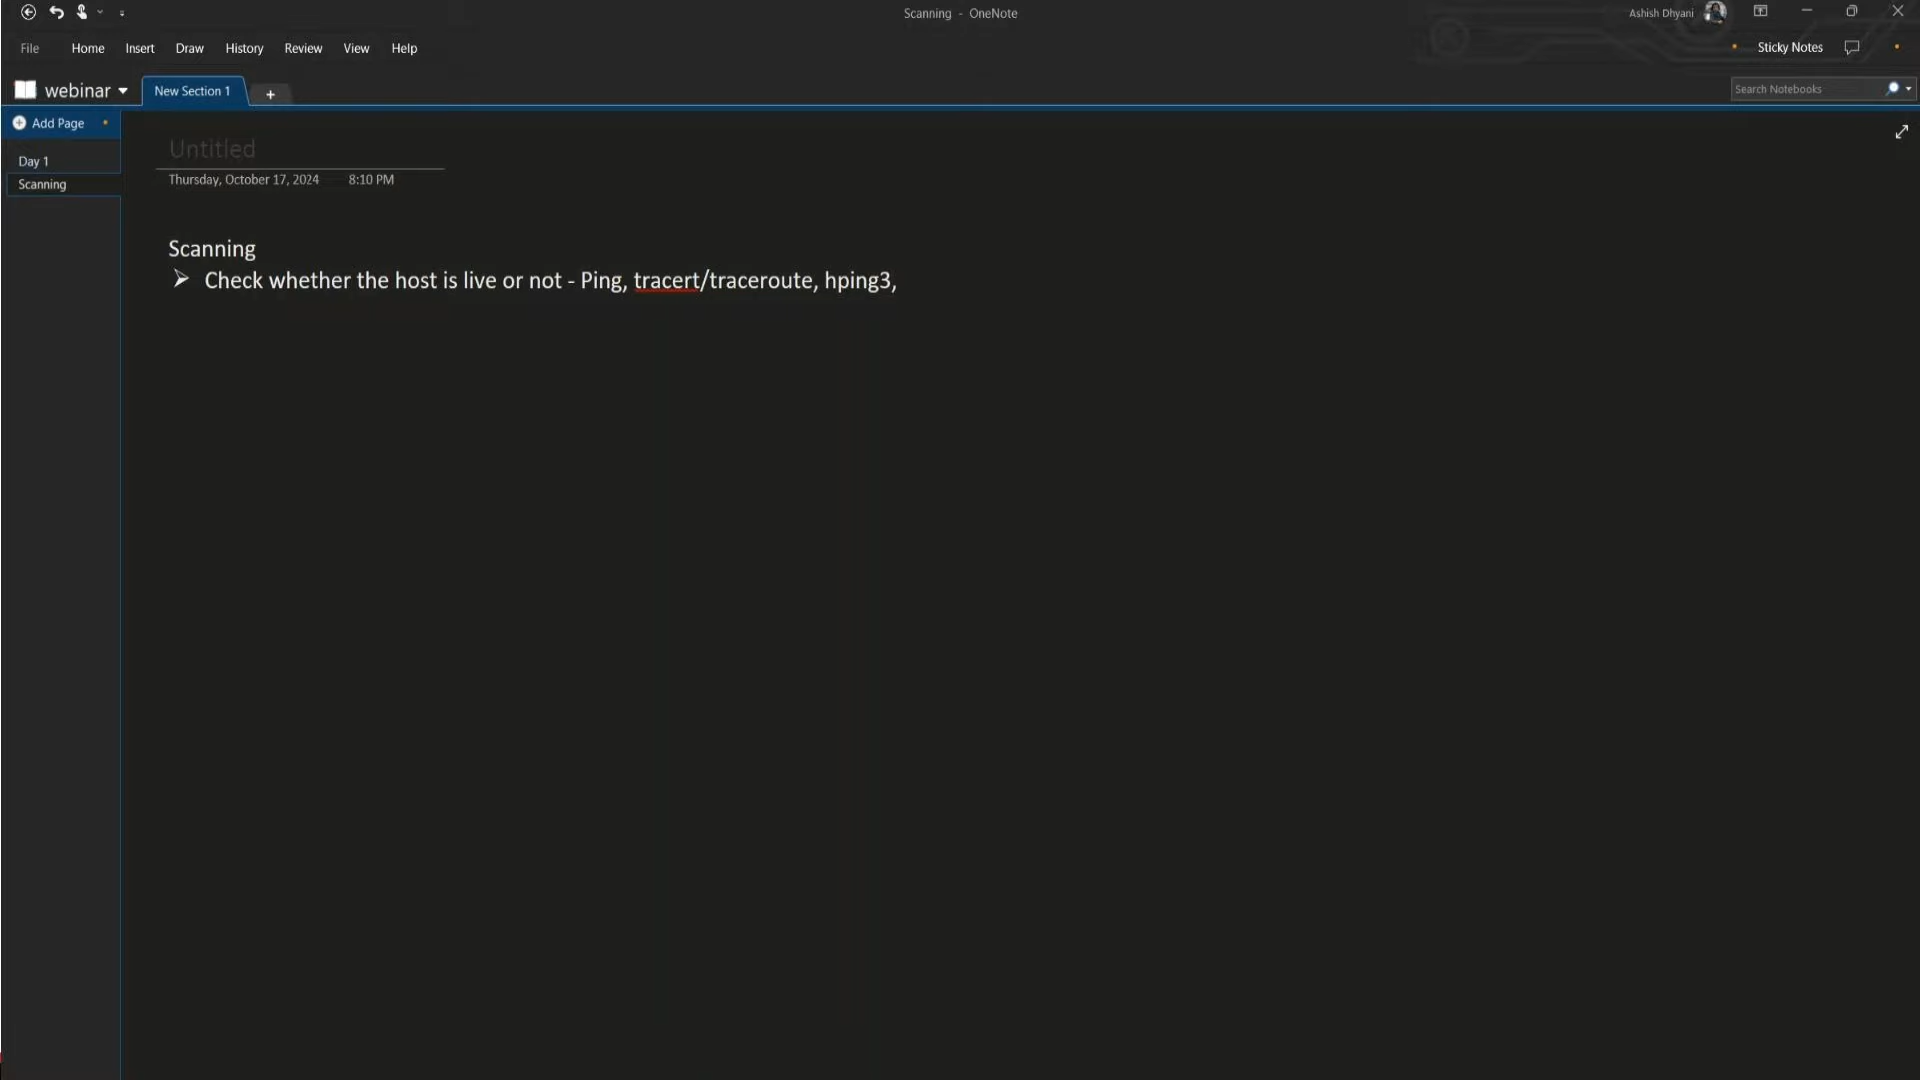 Scanning - OneNote
Ashish Dhyani
File Home Insert Draw History Review View Help
Sticky Notes
webinar
New Section 1
+
Search Notebooks
Add Page
Day 1
Scanning
Untitled
Thursday, October 17, 2024 8:10 PM
Scanning
➢ Check whether the host is live or not - Ping, tracert/traceroute, hping3,